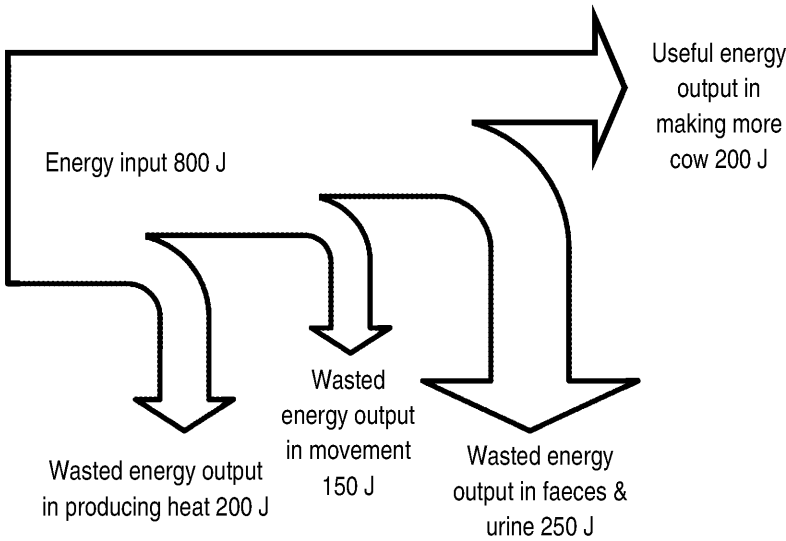 Useful energy
output in
making more
cow 200 J
Energy input 800 J
Wasted
energy output
in movement
150 J
Wasted energy output
in producing heat 200 J
Wasted energy
output in faeces &
urine 250 J